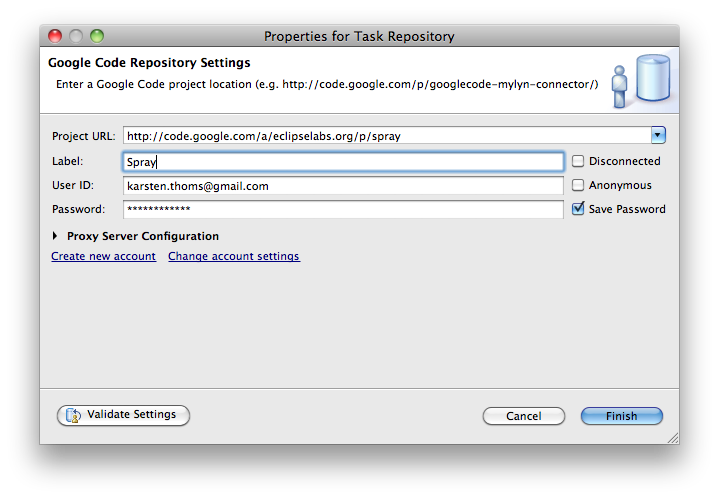 Properties for Task Repository
Google Code Repository Settings
Enter a Google Code project location (e.g. http://code.google.com/p/googlecode-mylyn-connector/)
Project URL: http://code.google.com/a/eclipselabs.org/p/spray
Label: Spray Disconnected
User ID: karsten.thoms@gmail.com Anonymous
Password: ************ Save Password
Proxy Server Configuration
Create new account Change account settings
Validate Settings Cancel Finish